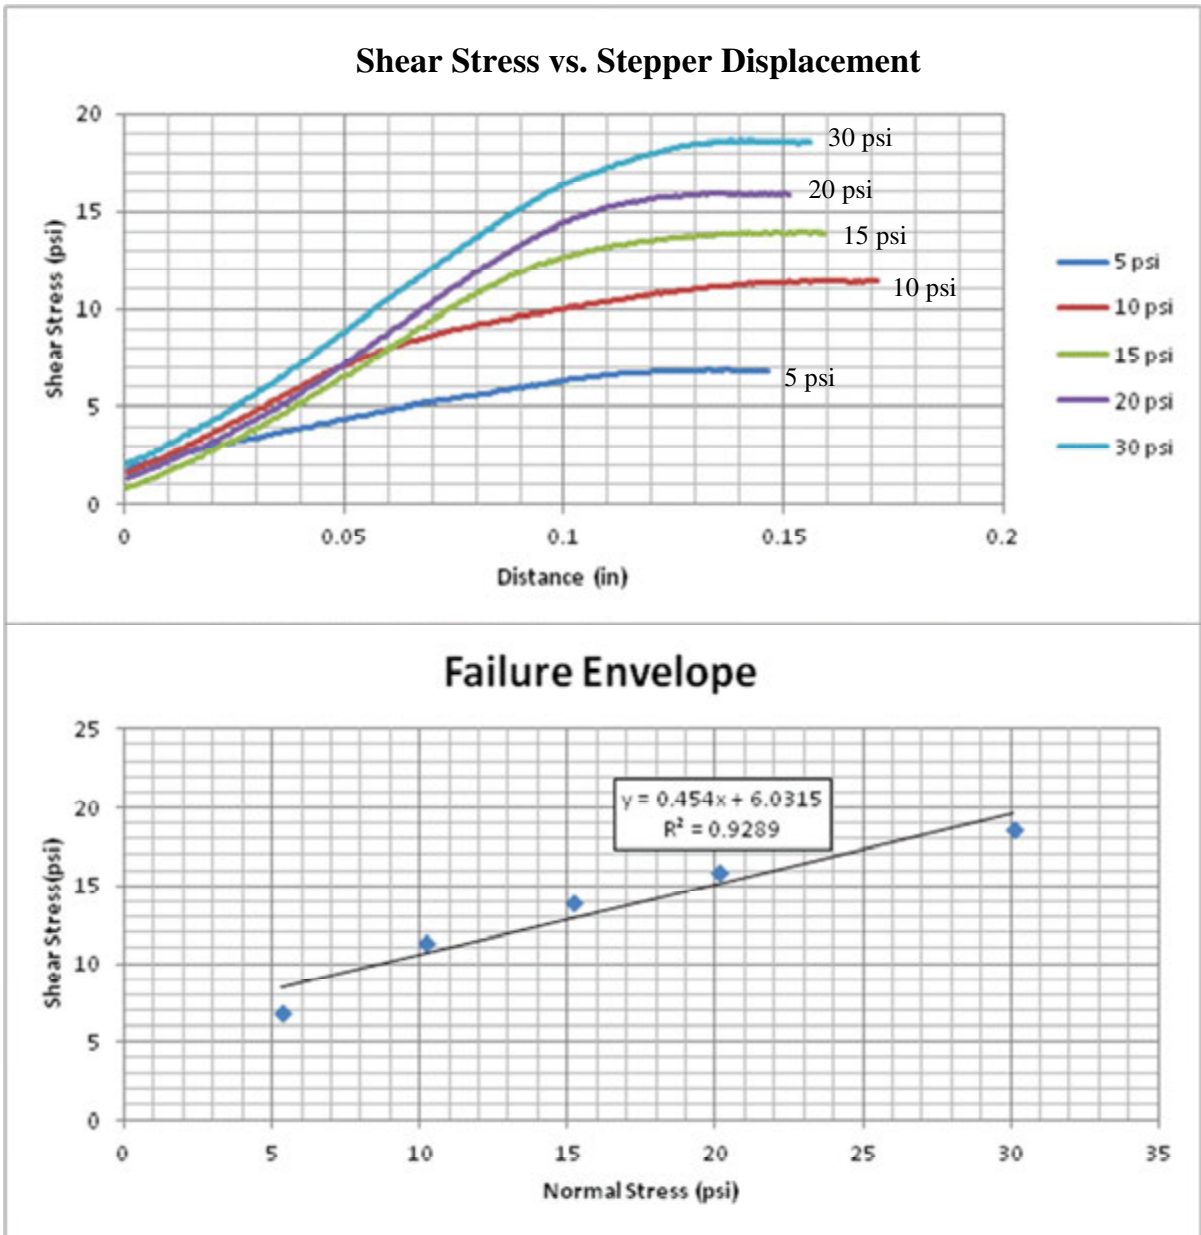 Shear Stress vs. Stepper Displacement
20
15
10
5
0
Shear Stress (psi)
0
0.05
0.1
0.15
0.2
Distance (in)
30 psi
20 psi
15 psi
10 psi
5 psi
5 psi
10 psi
15 psi
20 psi
30 psi
Failure Envelope
25
20
15
10
5
0
Shear Stress(psi)
y = 0.454x + 6.0315
R² = 0.9289
0
5
10
15
20
25
30
35
Normal Stress (psi)